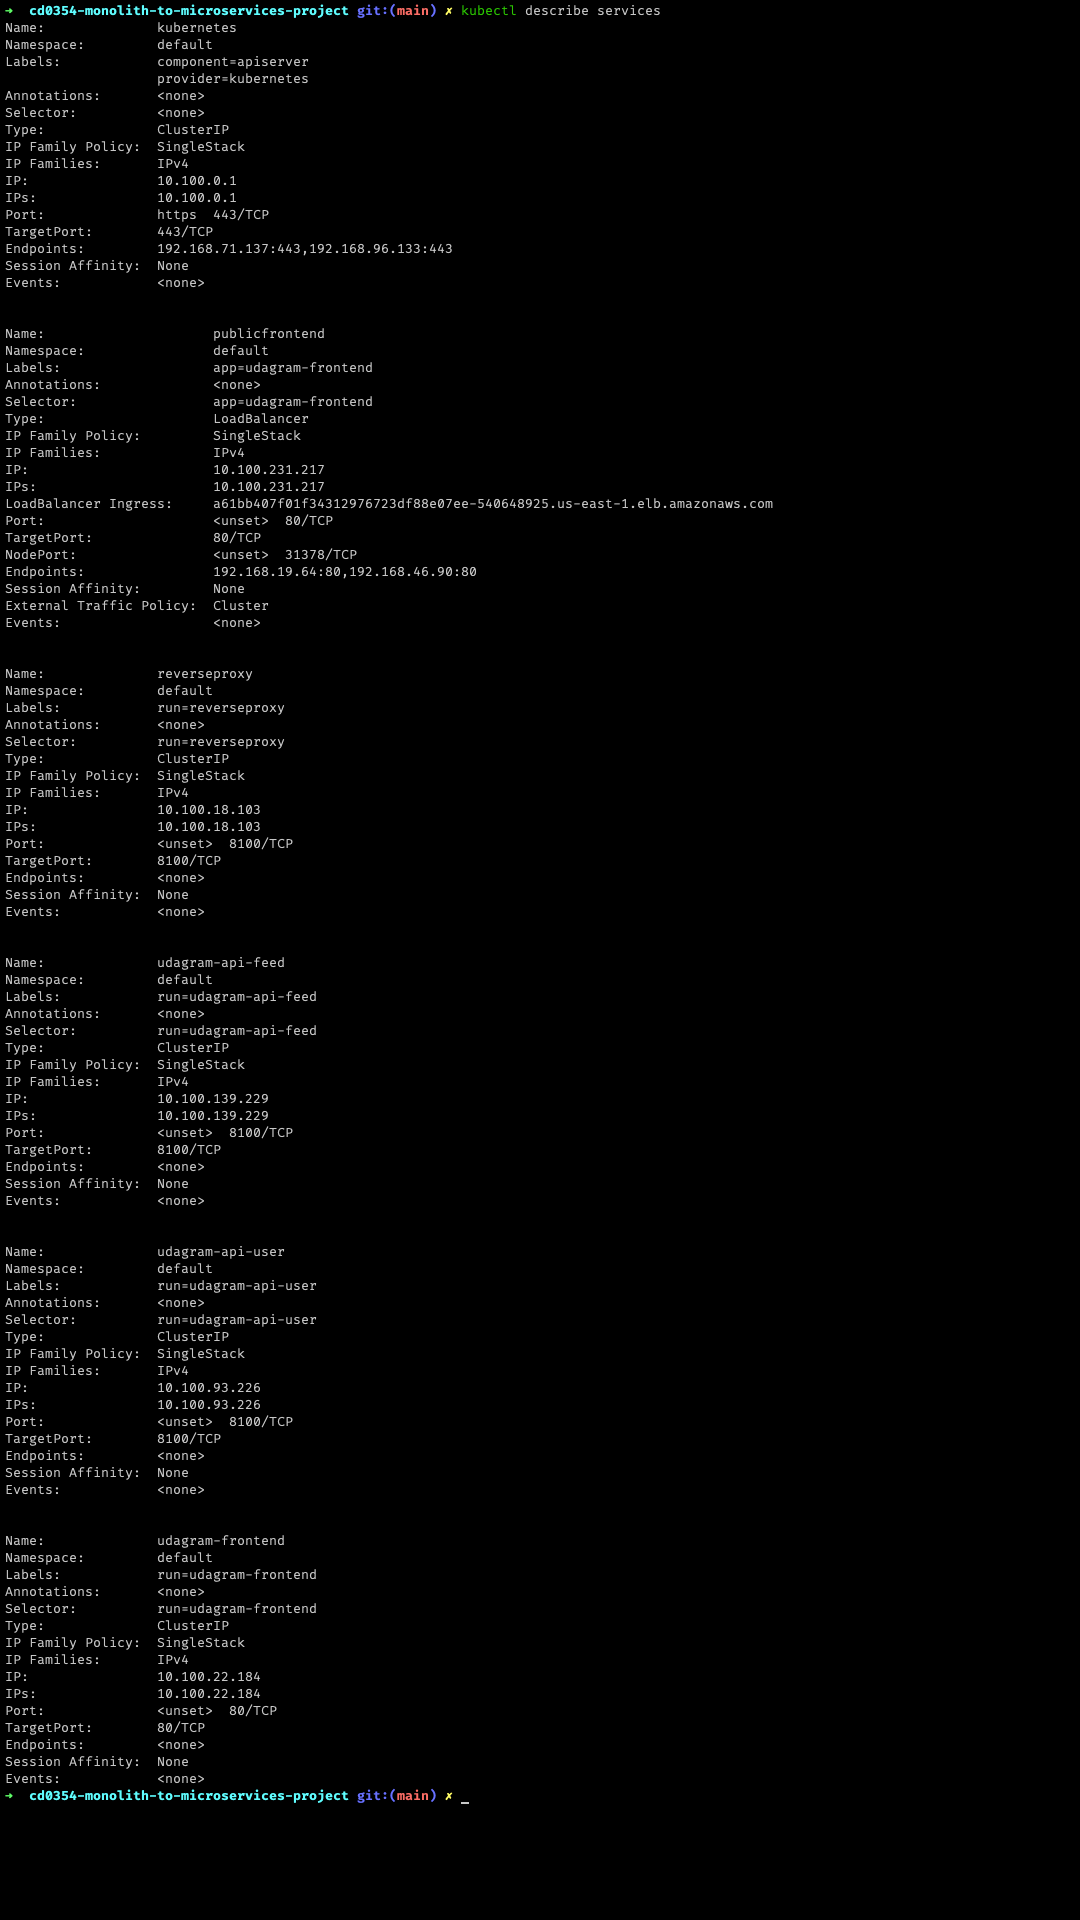 ➜  cd0354-monolith-to-microservices-project git:(main) ✗ kubectl describe services
Name:              kubernetes
Namespace:         default
Labels:            component=apiserver
                   provider=kubernetes
Annotations:       <none>
Selector:          <none>
Type:              ClusterIP
IP Family Policy:  SingleStack
IP Families:       IPv4
IP:                10.100.0.1
IPs:               10.100.0.1
Port:              https  443/TCP
TargetPort:        443/TCP
Endpoints:         192.168.71.137:443,192.168.96.133:443
Session Affinity:  None
Events:            <none>

Name:                     publicfrontend
Namespace:                default
Labels:                   app=udagram-frontend
Annotations:              <none>
Selector:                 app=udagram-frontend
Type:                     LoadBalancer
IP Family Policy:         SingleStack
IP Families:              IPv4
IP:                       10.100.231.217
IPs:                      10.100.231.217
LoadBalancer Ingress:     a61bb407f01f34312976723df88e07ee-540648925.us-east-1.elb.amazonaws.com
Port:                     <unset>  80/TCP
TargetPort:               80/TCP
NodePort:                 <unset>  31378/TCP
Endpoints:                192.168.19.64:80,192.168.46.90:80
Session Affinity:         None
External Traffic Policy:  Cluster
Events:                   <none>

Name:              reverseproxy
Namespace:         default
Labels:            run=reverseproxy
Annotations:       <none>
Selector:          run=reverseproxy
Type:              ClusterIP
IP Family Policy:  SingleStack
IP Families:       IPv4
IP:                10.100.18.103
IPs:               10.100.18.103
Port:              <unset>  8100/TCP
TargetPort:        8100/TCP
Endpoints:         <none>
Session Affinity:  None
Events:            <none>

Name:              udagram-api-feed
Namespace:         default
Labels:            run=udagram-api-feed
Annotations:       <none>
Selector:          run=udagram-api-feed
Type:              ClusterIP
IP Family Policy:  SingleStack
IP Families:       IPv4
IP:                10.100.139.229
IPs:               10.100.139.229
Port:              <unset>  8100/TCP
TargetPort:        8100/TCP
Endpoints:         <none>
Session Affinity:  None
Events:            <none>

Name:              udagram-api-user
Namespace:         default
Labels:            run=udagram-api-user
Annotations:       <none>
Selector:          run=udagram-api-user
Type:              ClusterIP
IP Family Policy:  SingleStack
IP Families:       IPv4
IP:                10.100.93.226
IPs:               10.100.93.226
Port:              <unset>  8100/TCP
TargetPort:        8100/TCP
Endpoints:         <none>
Session Affinity:  None
Events:            <none>

Name:              udagram-frontend
Namespace:         default
Labels:            run=udagram-frontend
Annotations:       <none>
Selector:          run=udagram-frontend
Type:              ClusterIP
IP Family Policy:  SingleStack
IP Families:       IPv4
IP:                10.100.22.184
IPs:               10.100.22.184
Port:              <unset>  80/TCP
TargetPort:        80/TCP
Endpoints:         <none>
Session Affinity:  None
Events:            <none>
➜  cd0354-monolith-to-microservices-project git:(main) ✗ _